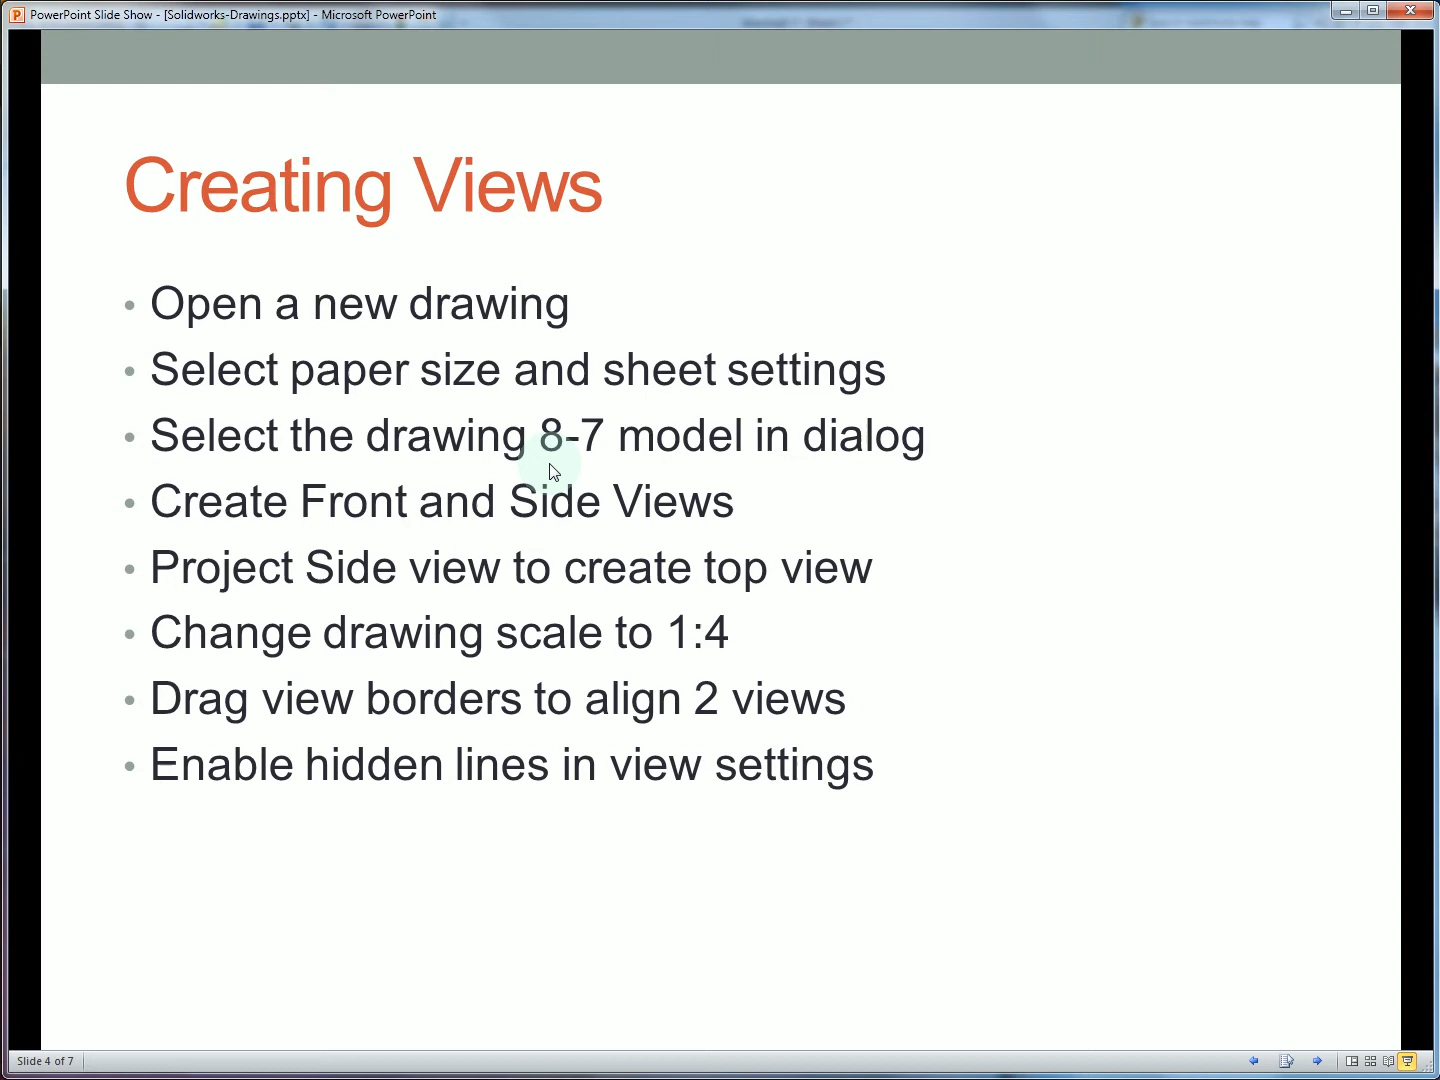 PowerPoint Slide Show - [Solidworks-Drawings.pptx] - Microsoft PowerPoint
Creating Views
• Open a new drawing
• Select paper size and sheet settings
• Select the drawing 8-7 model in dialog
• Create Front and Side Views
• Project Side view to create top view
• Change drawing scale to 1:4
• Drag view borders to align 2 views
• Enable hidden lines in view settings
Slide 4 of 7